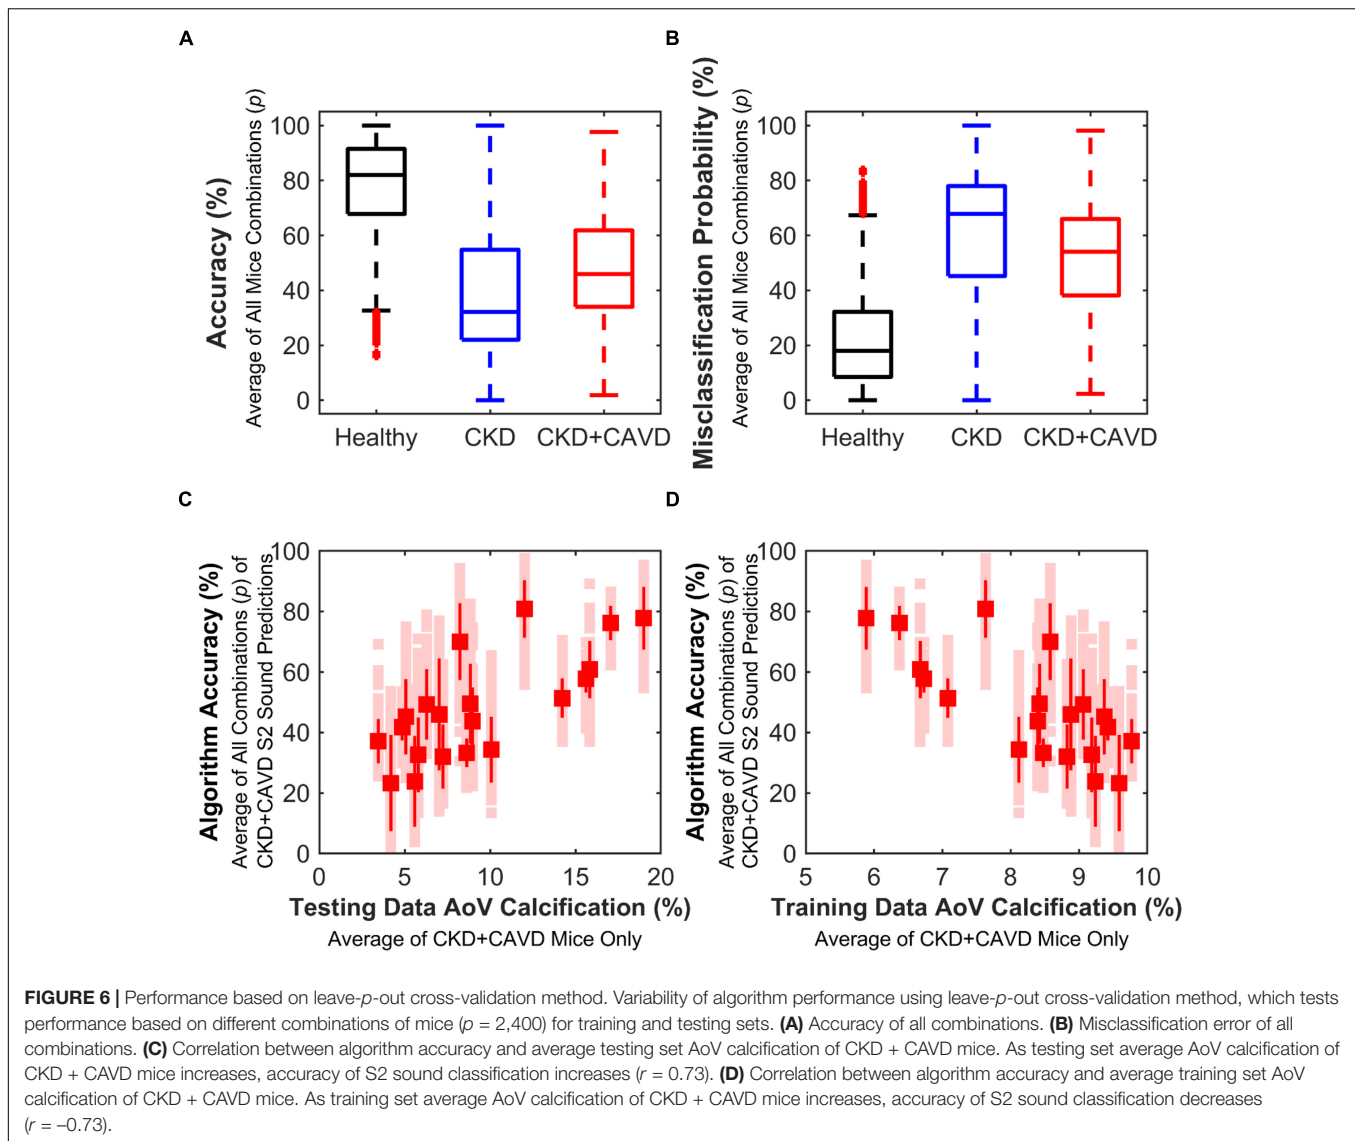 A
Accuracy (%)
Average of All Mice Combinations (p)
100
80
60
40
20
0
Healthy
CKD
CKD+CAVD
B
Misclassification Probability (%)
Average of All Mice Combinations (p)
100
80
60
40
20
0
Healthy
CKD
CKD+CAVD
C
Algorithm Accuracy (%)
Average of All Combinations (p) of
CKD+CAVD S2 Sound Predictions
100
80
60
40
20
0
0
5
10
15
20
Testing Data AoV Calcification (%)
Average of CKD+CAVD Mice Only
D
Algorithm Accuracy (%)
Average of All Combinations (p) of
CKD+CAVD S2 Sound Predictions
100
80
60
40
20
0
5
6
7
8
9
10
Training Data AoV Calcification (%)
Average of CKD+CAVD Mice Only
FIGURE 6 | Performance based on leave-p-out cross-validation method. Variability of algorithm performance using leave-p-out cross-validation method, which tests
performance based on different combinations of mice (p = 2,400) for training and testing sets. (A) Accuracy of all combinations. (B) Misclassification error of all
combinations. (C) Correlation between algorithm accuracy and average testing set AoV calcification of CKD + CAVD mice. As testing set average AoV calcification of
CKD + CAVD mice increases, accuracy of S2 sound classification increases (r = 0.73). (D) Correlation between algorithm accuracy and average training set AoV
calcification of CKD + CAVD mice. As training set average AoV calcification of CKD + CAVD mice increases, accuracy of S2 sound classification decreases
(r = –0.73).